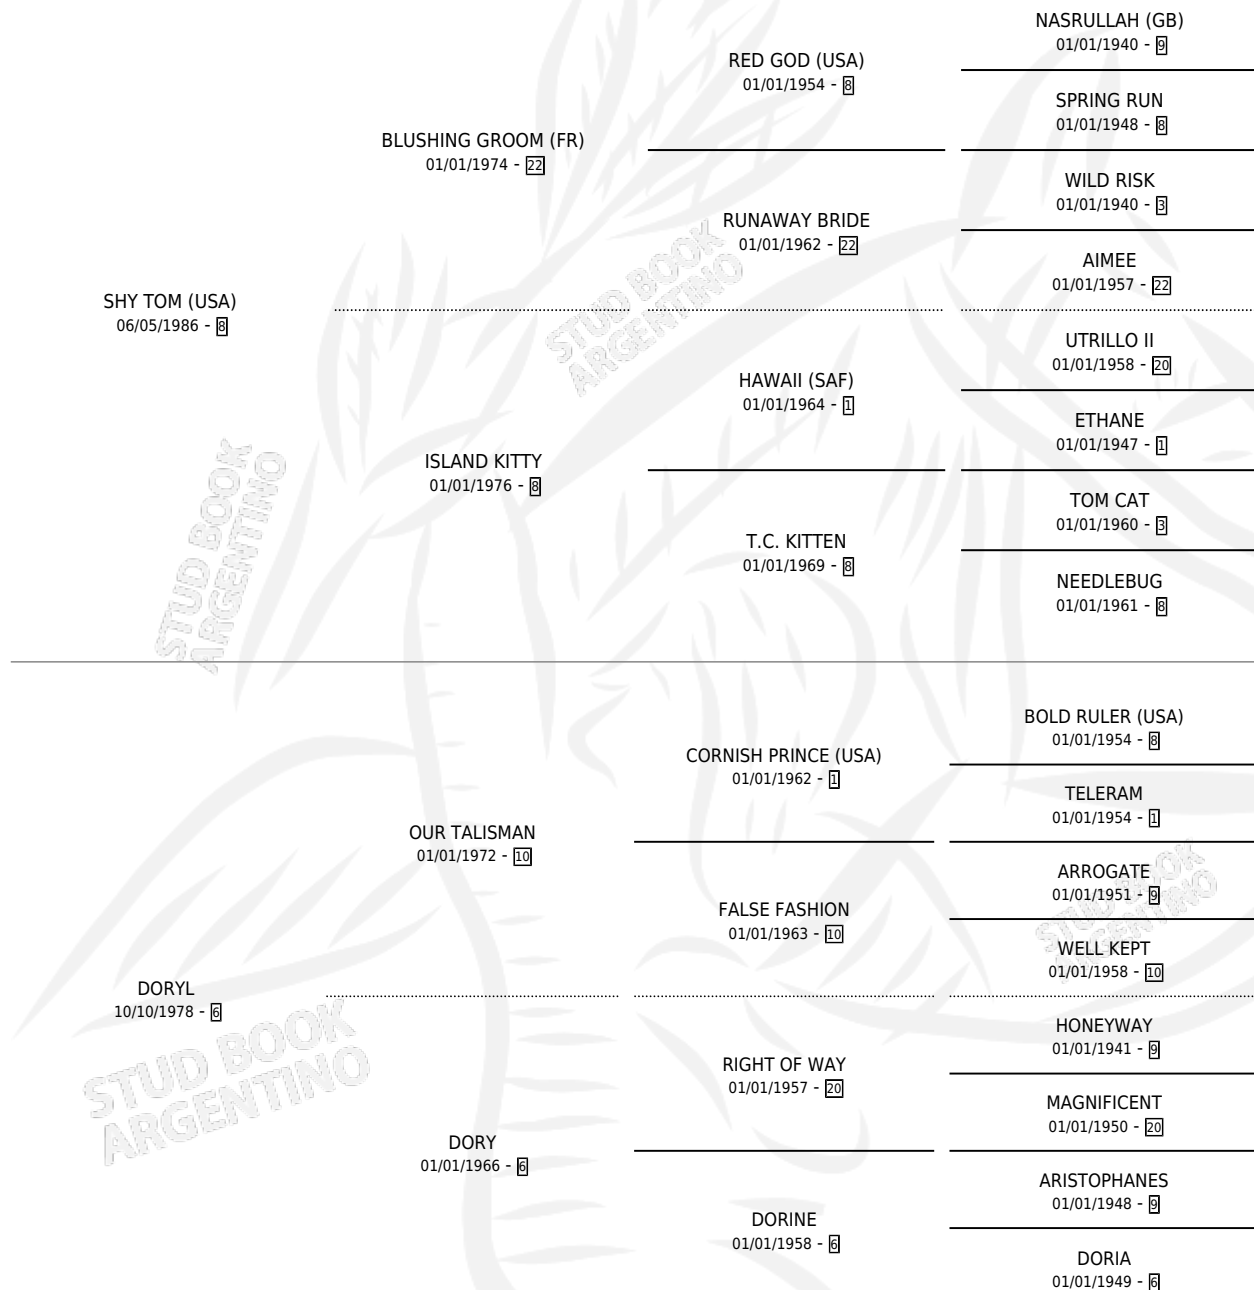 NASRULLAH (GB)
01/01/1940 - 9
RED GOD (USA)
01/01/1954 - 8
SPRING RUN
01/01/1948 - 8
BLUSHING GROOM (FR)
01/01/1974 - 22
WILD RISK
01/01/1940 - 3
RUNAWAY BRIDE
01/01/1962 - 22
AIMEE
01/01/1957 - 22
SHY TOM (USA)
06/05/1986 - 8
STUD BOOK
ARGENTINO
UTRILLO II
01/01/1958 - 20
HAWAII (SAF)
01/01/1964 - 1
ETHANE
01/01/1947 - 1
ISLAND KITTY
01/01/1976 - 8
TOM CAT
01/01/1960 - 3
T.C. KITTEN
01/01/1969 - 8
NEEDLEBUG
01/01/1961 - 8
STUD BOOK
ARGENTINO
BOLD RULER (USA)
01/01/1954 - 8
CORNISH PRINCE (USA)
01/01/1962 - 1
TELERAM
01/01/1954 - 1
OUR TALISMAN
01/01/1972 - 10
ARROGATE
01/01/1951 - 9
FALSE FASHION
01/01/1963 - 10
STUD BOOK
ARGENTINO
WELL KEPT
01/01/1958 - 10
DORYL
10/10/1978 - 6
STUD BOOK
ARGENTINO
HONEYWAY
01/01/1941 - 9
RIGHT OF WAY
01/01/1957 - 20
MAGNIFICENT
01/01/1950 - 20
DORY
01/01/1966 - 6
ARISTOPHANES
01/01/1948 - 9
DORINE
01/01/1958 - 6
DORIA
01/01/1949 - 6